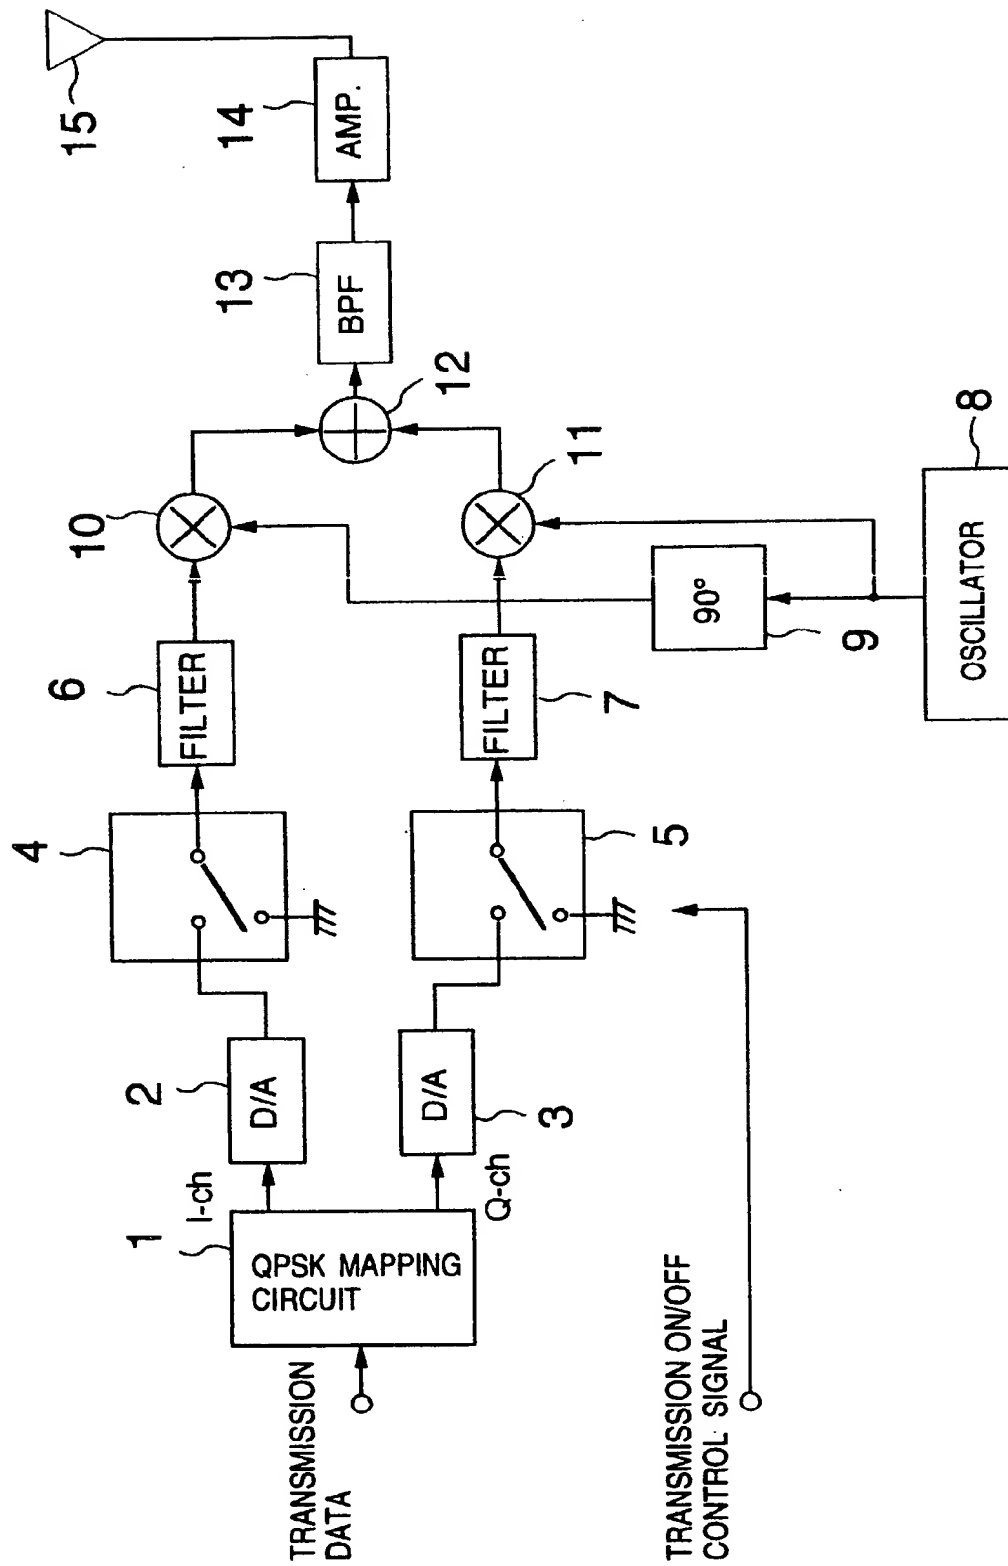 15
14
AMP.
13
BPF
12
10
11
8
OSCILLATOR
90°
9
6
FILTER
7
FILTER
4
5
2
D/A
3
D/A
I-ch
Q-ch
1
QPSK MAPPING
CIRCUIT
TRANSMISSION
DATA
TRANSMISSION ON/OFF
CONTROL SIGNAL